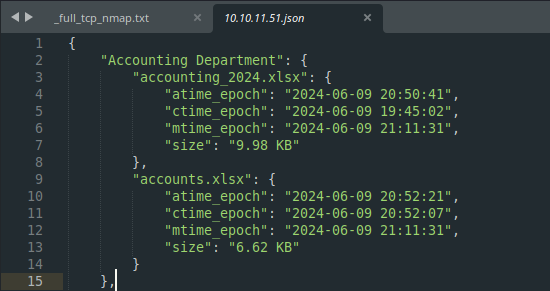 _full_tcp_nmap.txt × 10.10.11.51.json ×
1 {
2 "Accounting Department": {
3 "accounting_2024.xlsx": {
4 "atime_epoch": "2024-06-09 20:50:41",
5 "ctime_epoch": "2024-06-09 19:45:02",
6 "mtime_epoch": "2024-06-09 21:11:31",
7 "size": "9.98 KB"
8 },
9 "accounts.xlsx": {
10 "atime_epoch": "2024-06-09 20:52:21",
11 "ctime_epoch": "2024-06-09 20:52:07",
12 "mtime_epoch": "2024-06-09 21:11:31",
13 "size": "6.62 KB"
14 }
15 },